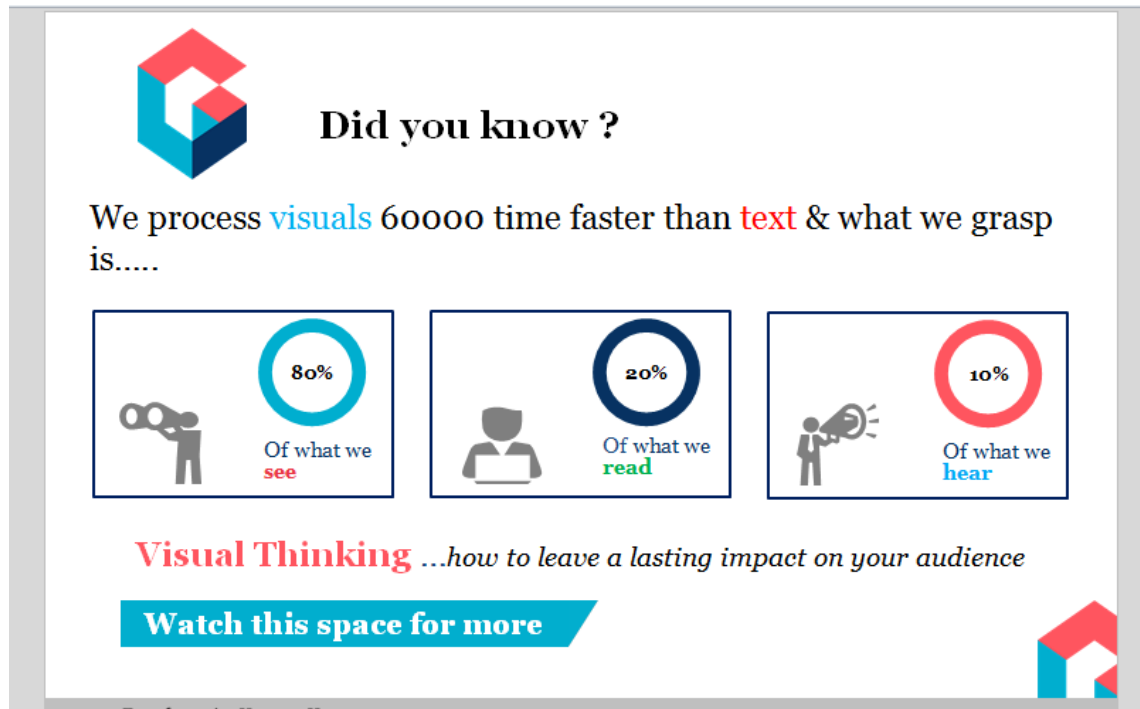 Did you know ?
We process visuals 60000 time faster than text & what we grasp
is.....
80%
Of what we
see
20%
Of what we
read
10%
Of what we
hear
Visual Thinking ...how to leave a lasting impact on your audience
Watch this space for more